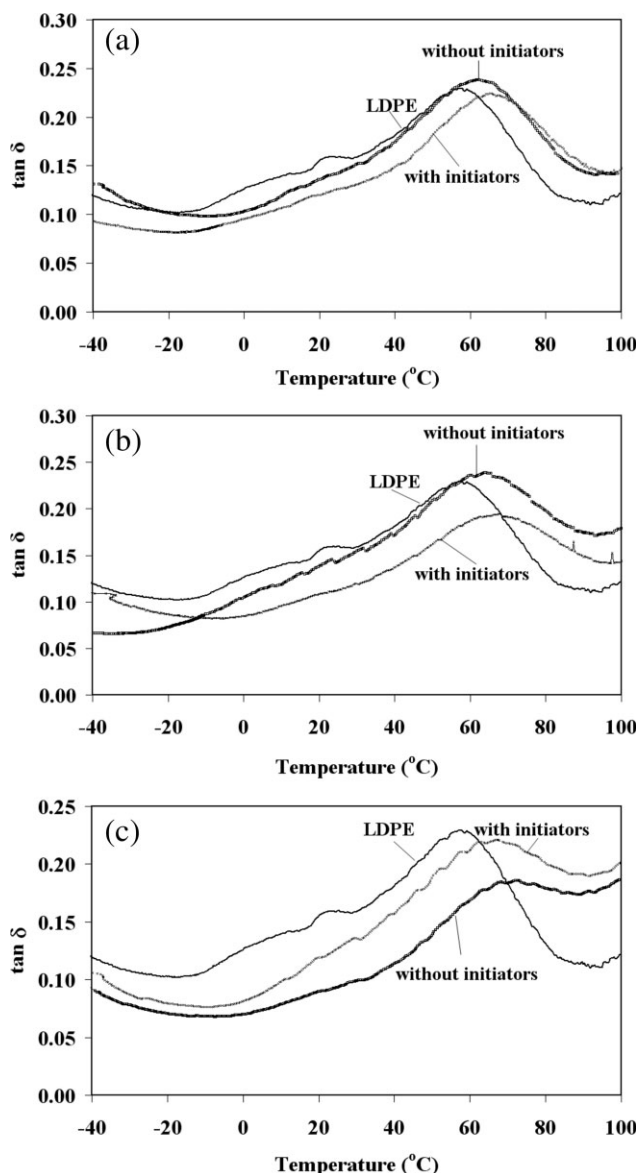 (a)
without initiators
LDPE
with initiators
tan δ
0.30
0.25
0.20
0.15
0.10
0.05
0.00
-40 -20 0 20 40 60 80 100
Temperature (°C)
(b)
without initiators
LDPE
with initiators
tan δ
0.30
0.25
0.20
0.15
0.10
0.05
0.00
-40 -20 0 20 40 60 80 100
Temperature (°C)
(c)
LDPE
with initiators
without initiators
tan δ
0.25
0.20
0.15
0.10
0.05
0.00
-40 -20 0 20 40 60 80 100
Temperature (°C)